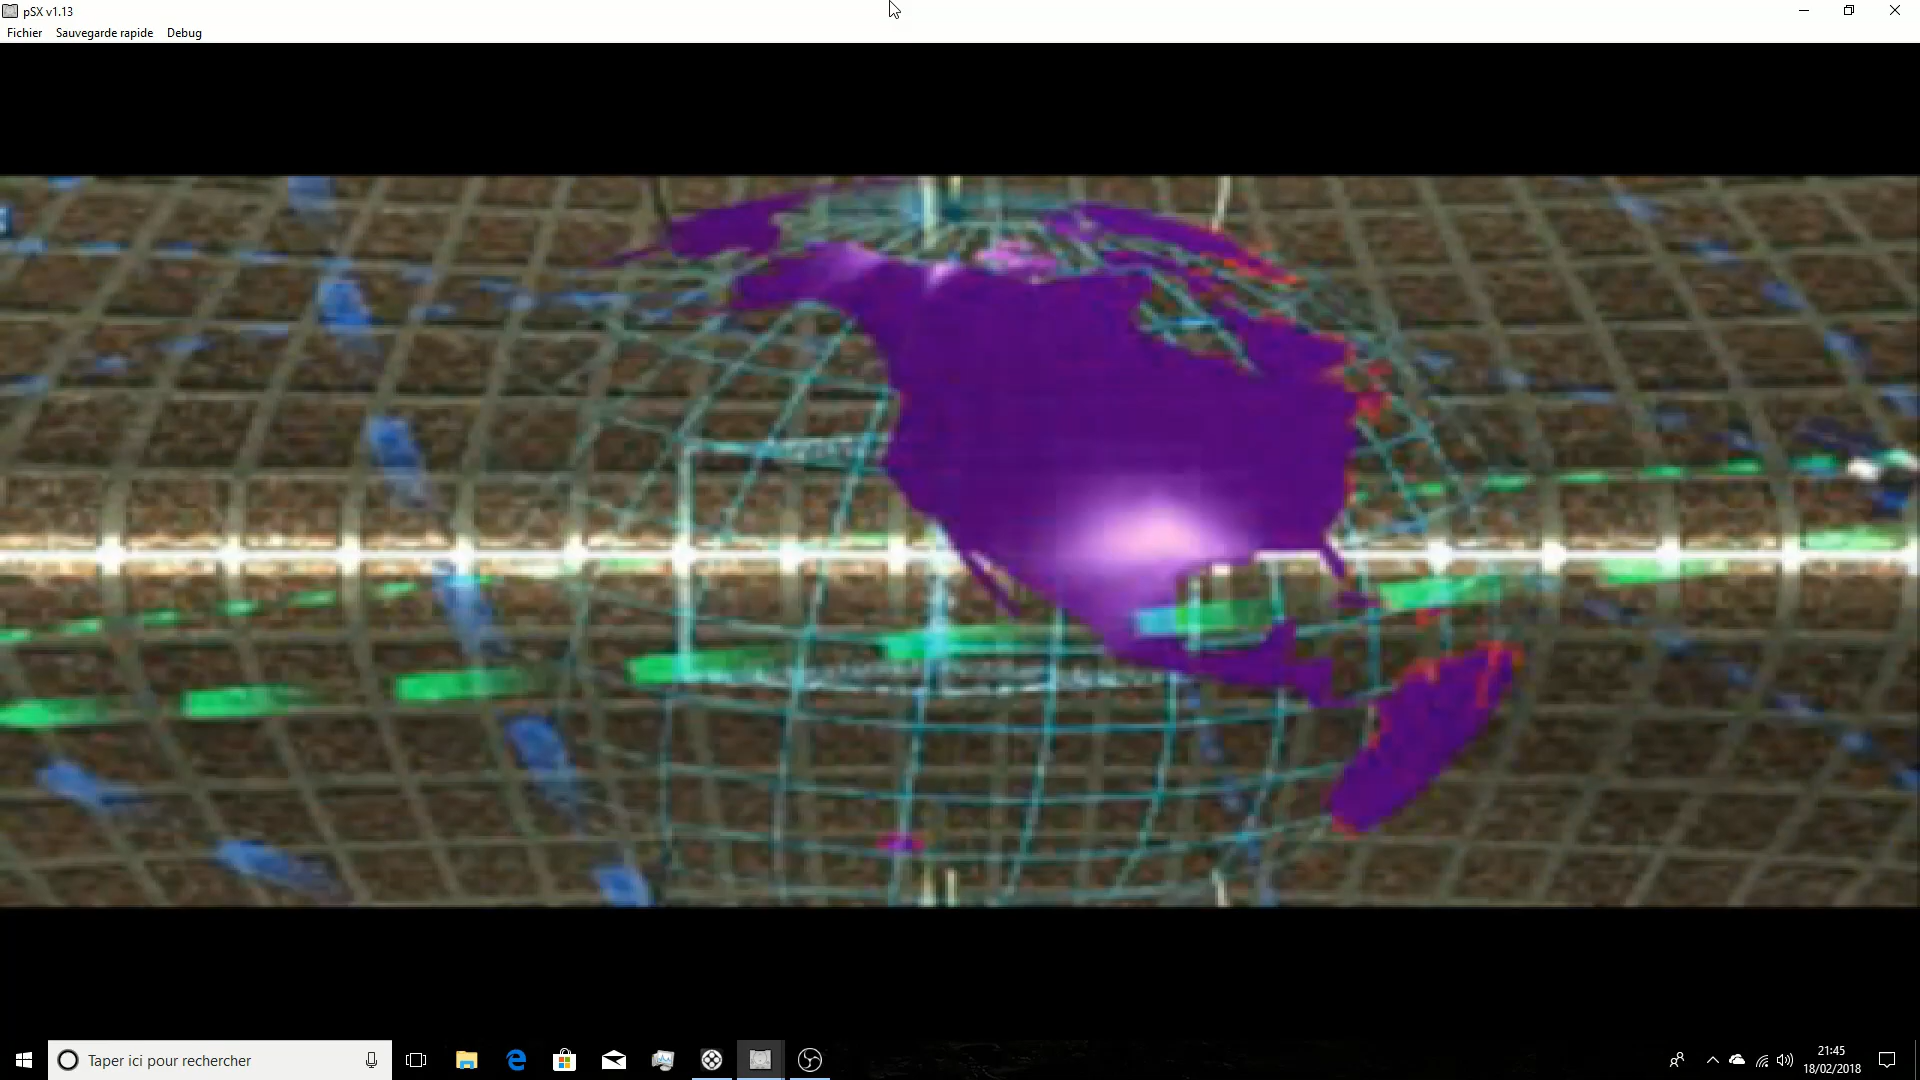 pSX v1.13
Fichier Sauvegarde rapide Debug
Taper ici pour rechercher
21:45
18/02/2018